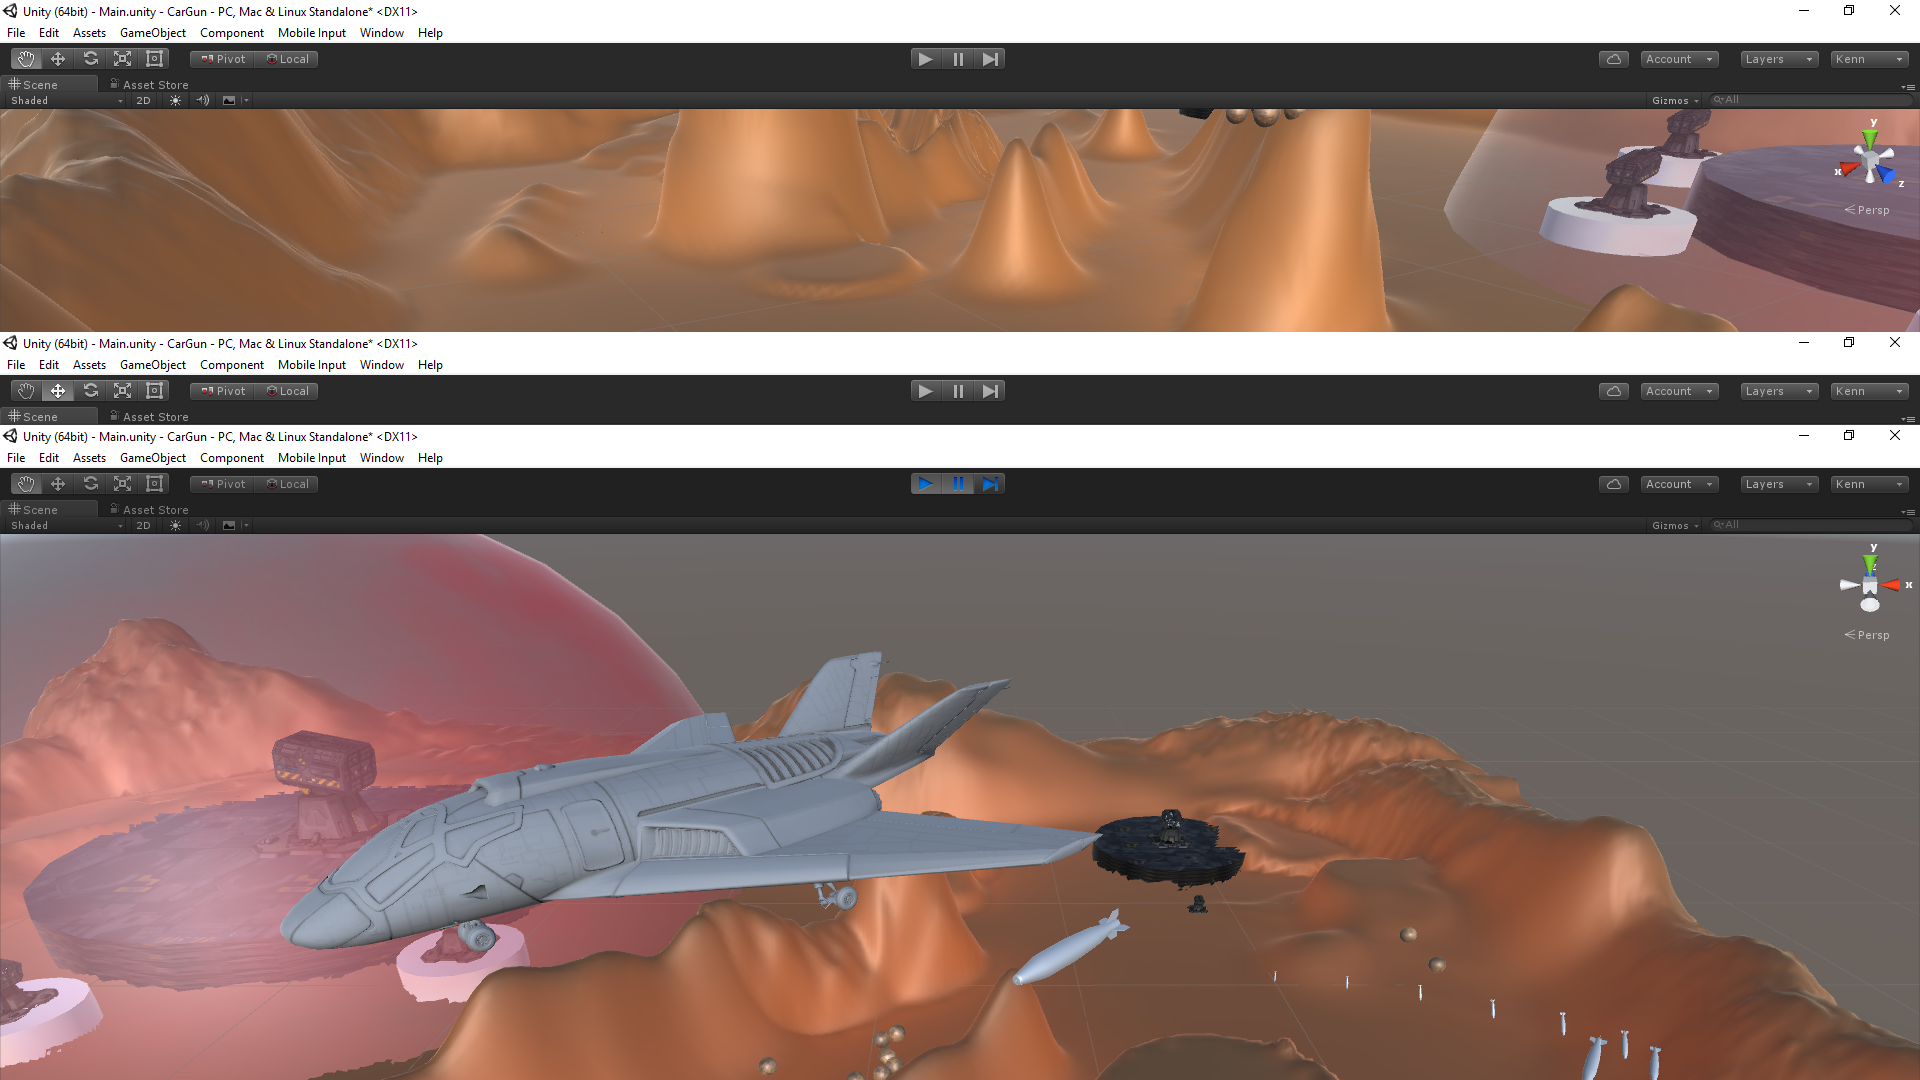 Unity (64bit) - Main.unity - CarGun - PC, Mac & Linux Standalone* <DX11>
File Edit Assets GameObject Component Mobile Input Window Help
Pivot Local Account Layers Kenn
Scene Asset Store
Shaded 2D Gizmos All
y
x
z
Persp
Unity (64bit) - Main.unity - CarGun - PC, Mac & Linux Standalone* <DX11>
File Edit Assets GameObject Component Mobile Input Window Help
Pivot Local Account Layers Kenn
Scene Asset Store
Unity (64bit) - Main.unity - CarGun - PC, Mac & Linux Standalone* <DX11>
File Edit Assets GameObject Component Mobile Input Window Help
Pivot Local Account Layers Kenn
Scene Asset Store
Shaded 2D Gizmos All
y
z
x
Persp